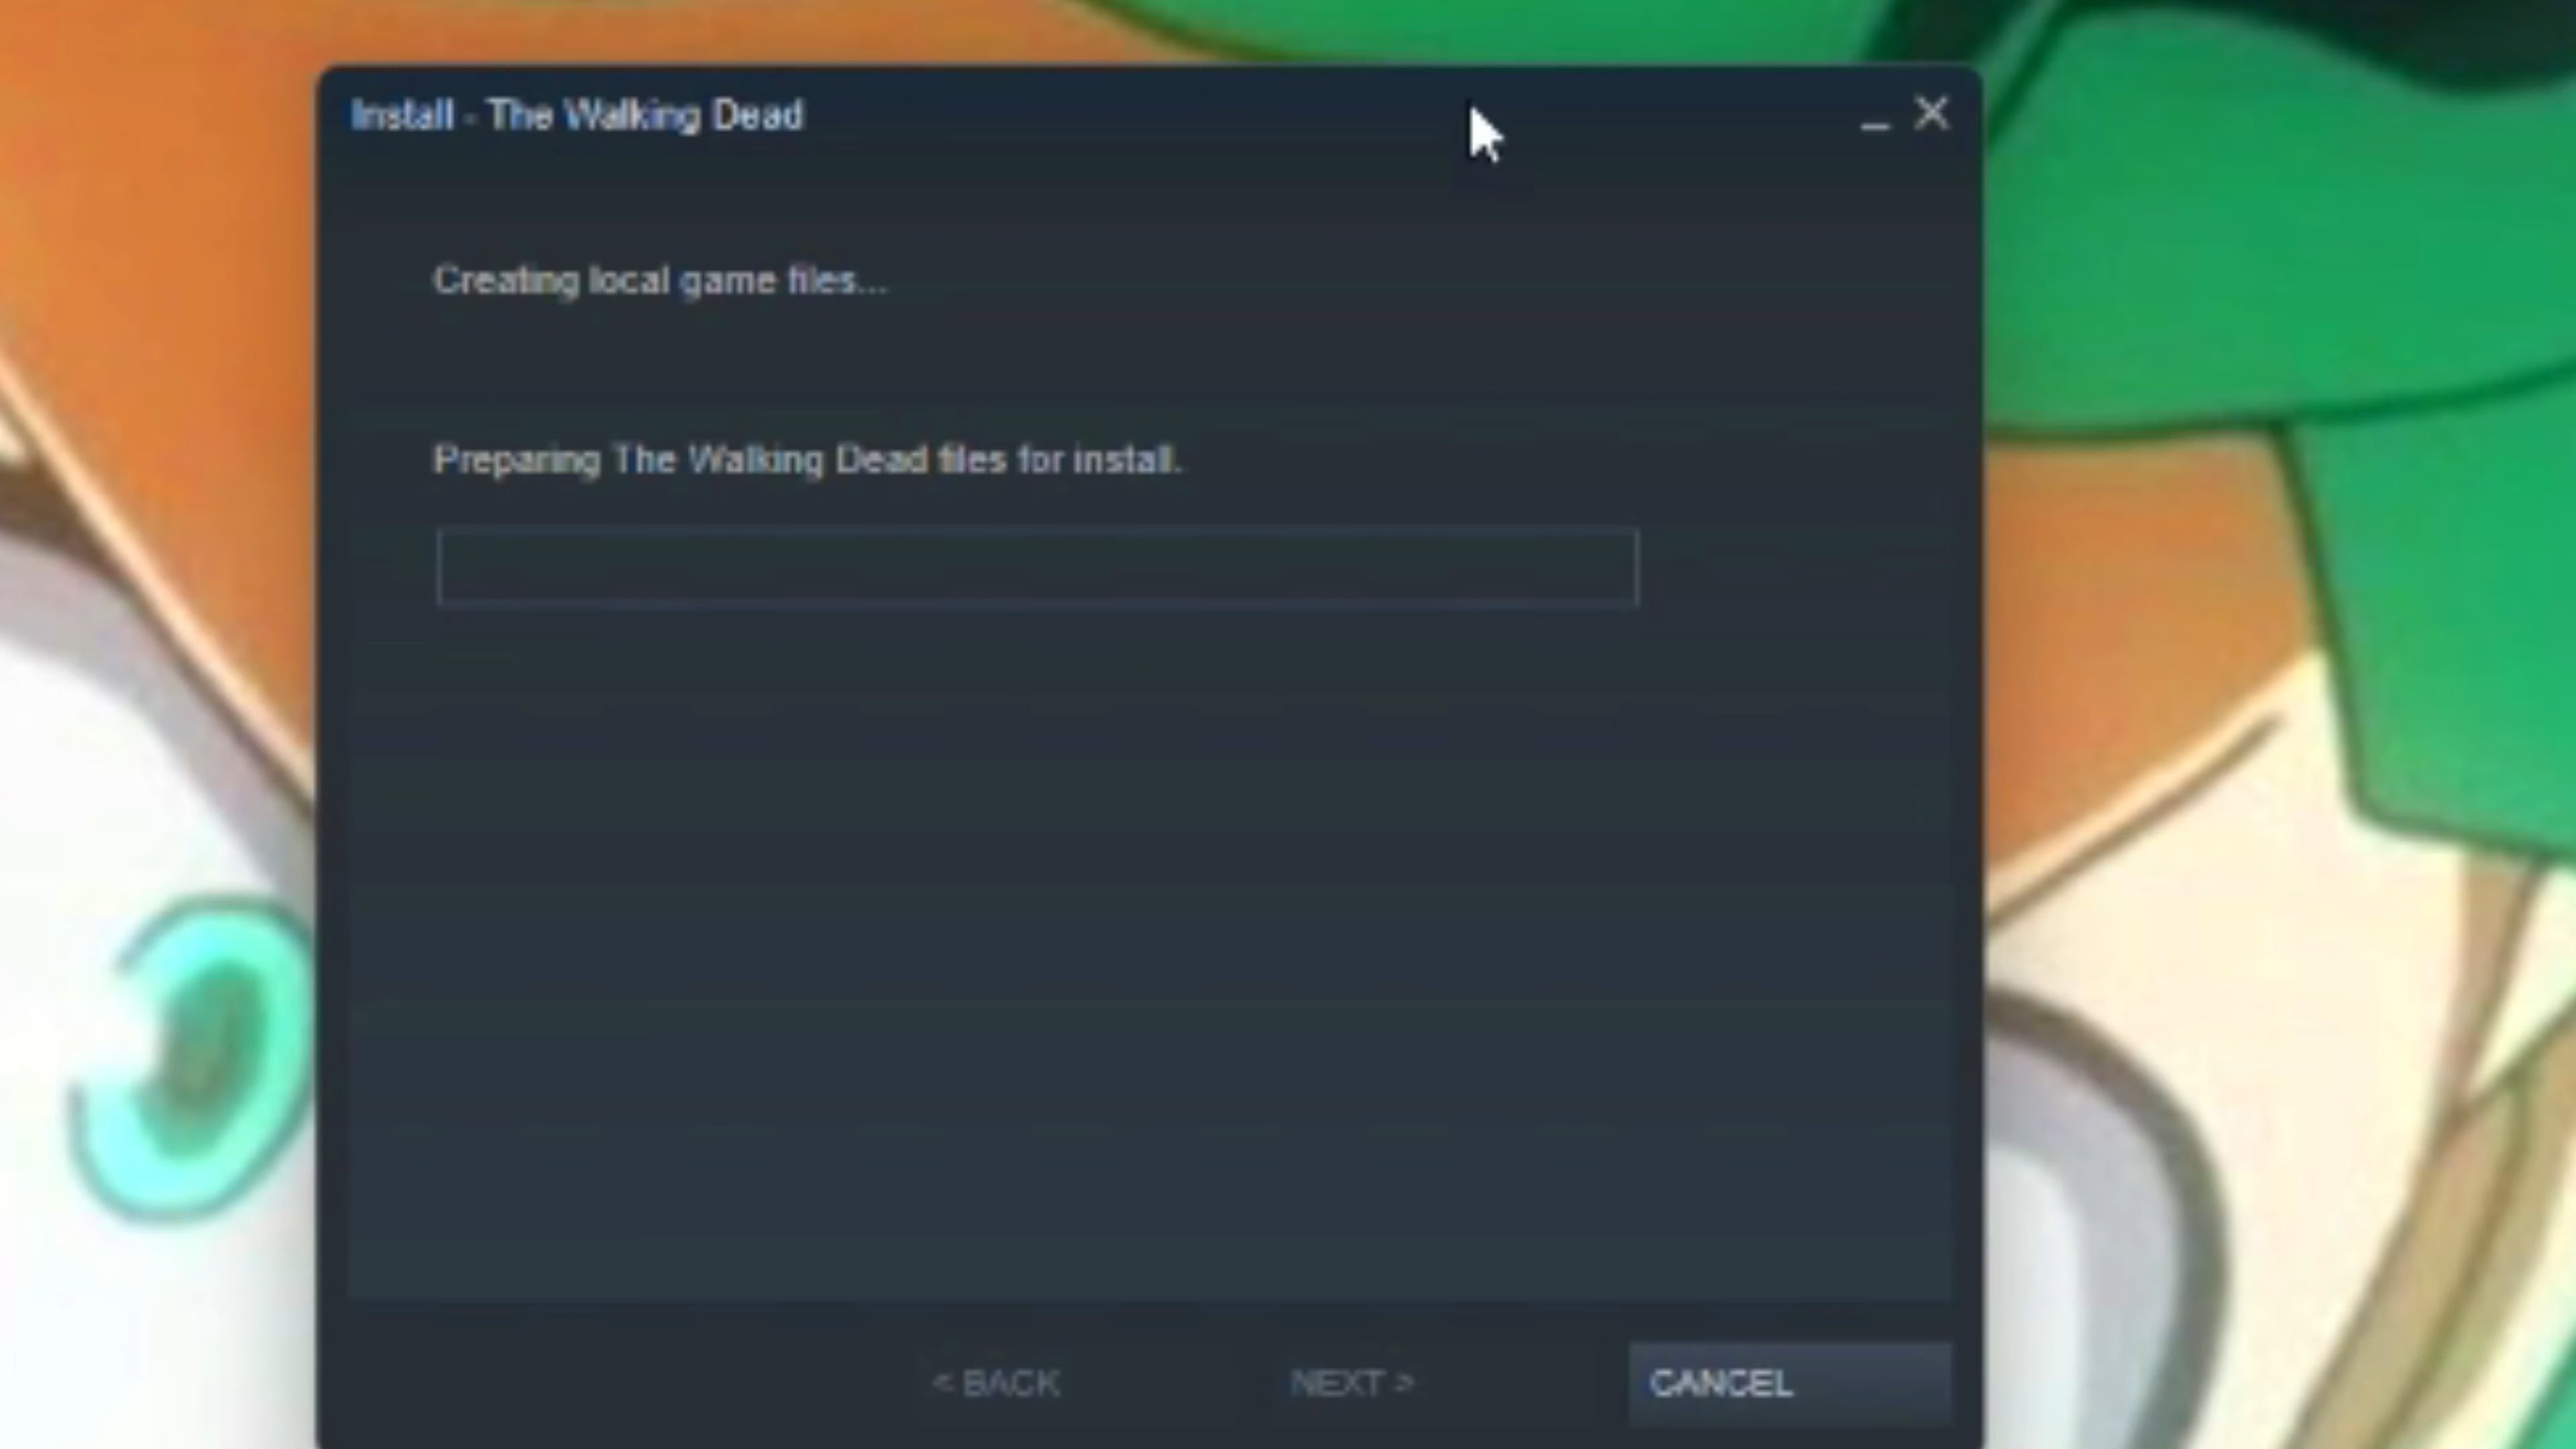 Install - The Walking Dead
Creating local game files...
Preparing The Walking Dead files for install.
< BACK
NEXT >
CANCEL